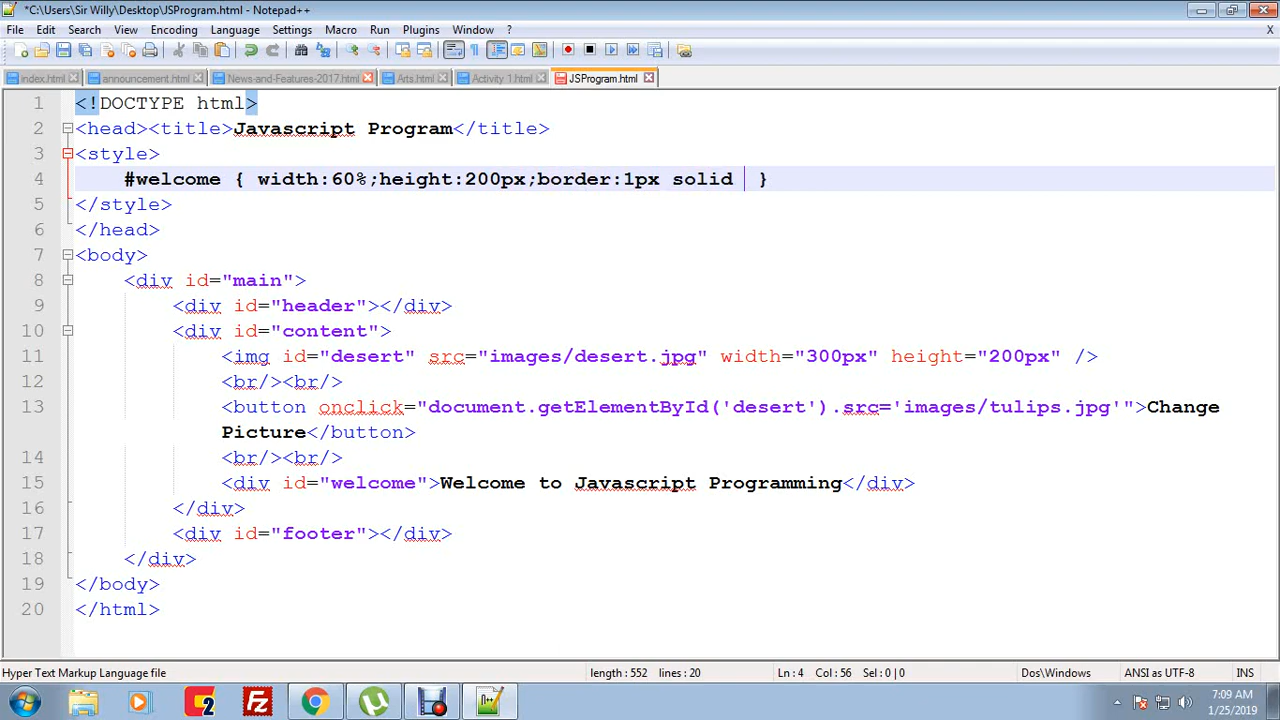 *C:\Users\Sir Willy\Desktop\JSProgram.html - Notepad++
File Edit Search View Encoding Language Settings Macro Run Plugins Window ? X
index.html announcement.html News-and-Features-2017.html Arts.html Activity 1.html JSProgram.html
1 <!DOCTYPE html>
2 <head><title>Javascript Program</title>
3 <style>
4 #welcome { width:60%;height:200px;border:1px solid }
5 </style>
6 </head>
7 <body>
8 <div id="main">
9 <div id="header"></div>
10 <div id="content">
11 <img id="desert" src="images/desert.jpg" width="300px" height="200px" />
12 <br/><br/>
13 <button onclick="document.getElementById('desert').src='images/tulips.jpg'">Change
Picture</button>
14 <br/><br/>
15 <div id="welcome">Welcome to Javascript Programming</div>
16 </div>
17 <div id="footer"></div>
18 </div>
19 </body>
20 </html>
Hyper Text Markup Language file length : 552 lines : 20 Ln : 4 Col : 56 Sel : 0 | 0 Dos\Windows ANSI as UTF-8 INS
7:09 AM
1/25/2019